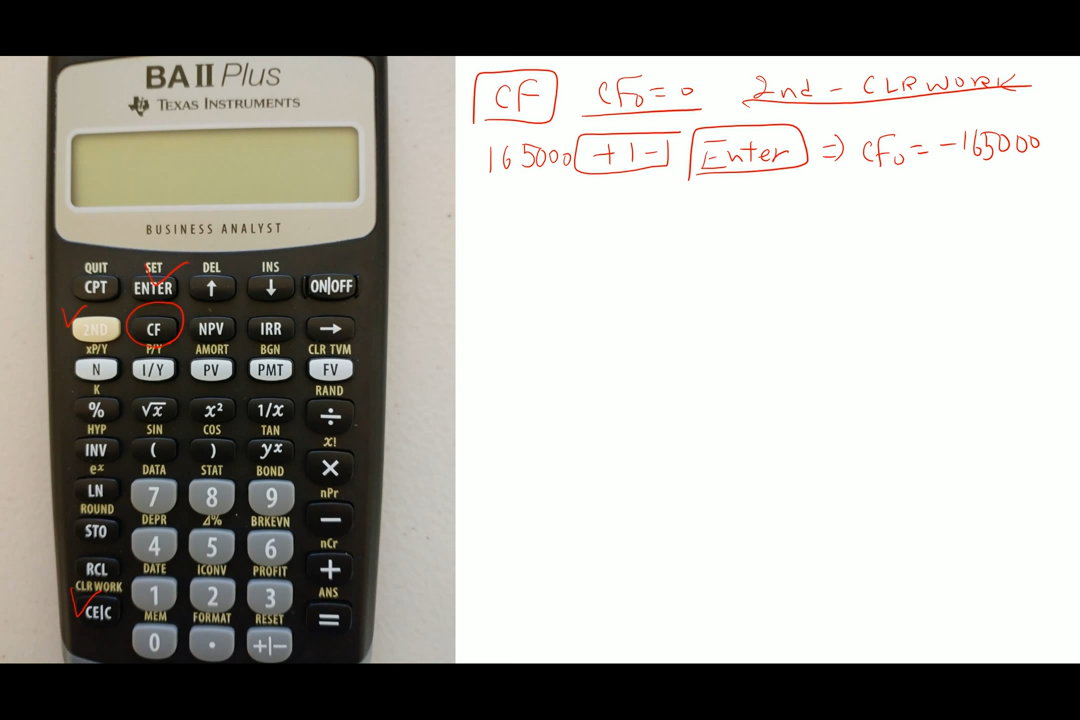 BA II Plus
TEXAS INSTRUMENTS
BUSINESS ANALYST
QUIT SET DEL INS
CPT ENTER ↑ ↓ ON|OFF
2ND CF NPV IRR →
xP/Y P/Y AMORT BGN CLR TVM
N I/Y PV PMT FV
K RAND
% √x x² 1/x ÷
HYP SIN COS TAN x!
INV ( ) yx ×
eˣ DATA STAT BOND nPr
LN 7 8 9 −
ROUND DEPR Δ% BRKEVN nCr
STO 4 5 6 +
DATE ICONV PROFIT ANS
RCL 1 2 3 =
CLR WORK MEM FORMAT RESET
CE|C 0 . +|−
CF CF₀ = 0 2nd - CLR WORK
165000 +|- Enter ⇒ CF₀ = -165000